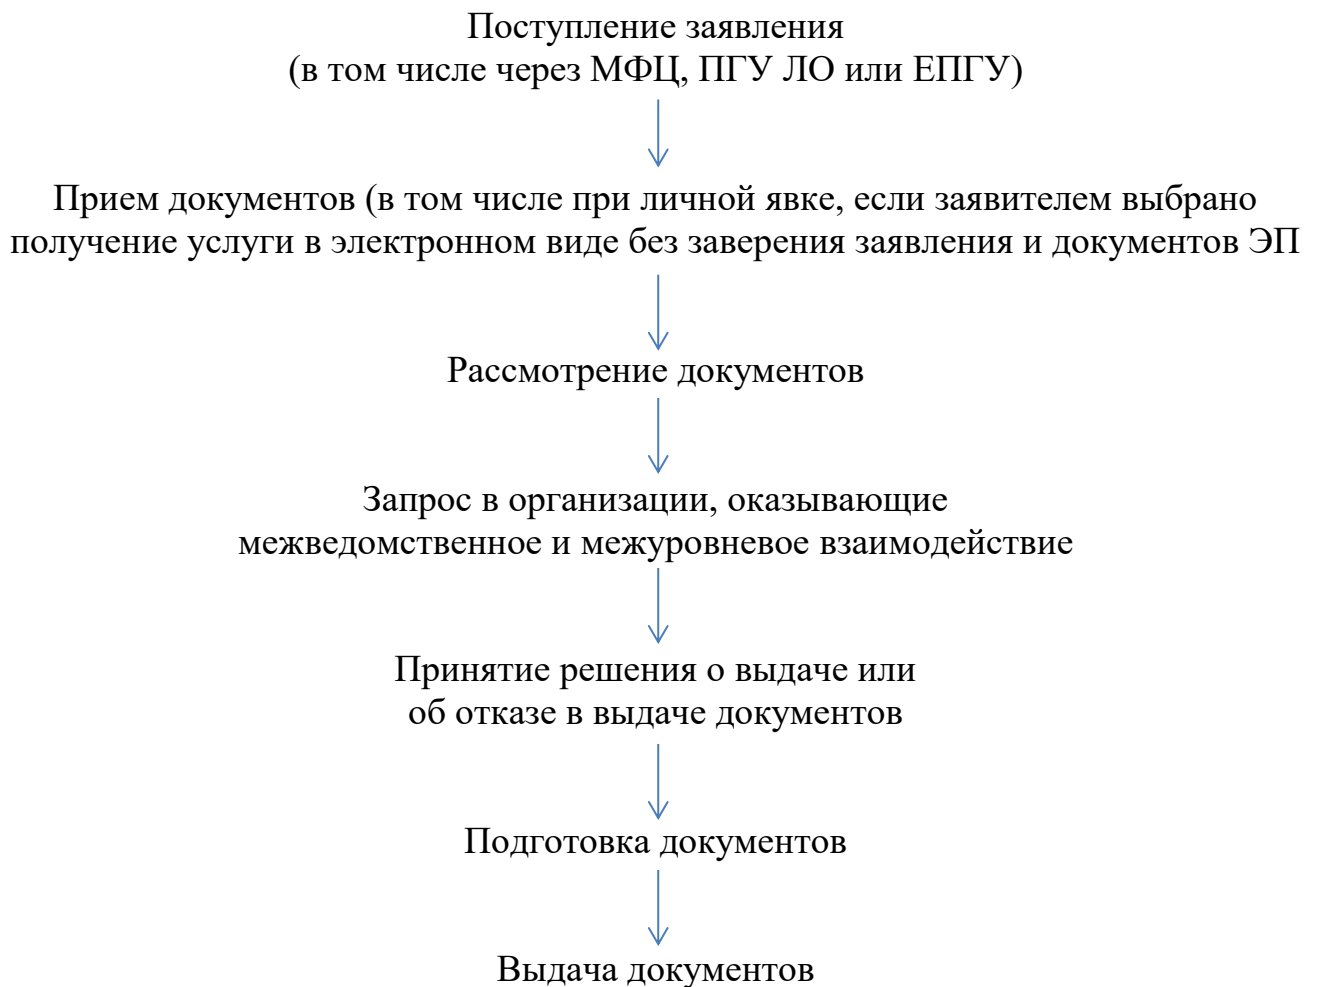 Поступление заявления
(в том числе через МФЦ, ПГУ ЛО или ЕПГУ)
Прием документов (в том числе при личной явке, если заявителем выбрано
получение услуги в электронном виде без заверения заявления и документов ЭП
Рассмотрение документов
Запрос в организации, оказывающие
межведомственное и межуровневое взаимодействие
Принятие решения о выдаче или
об отказе в выдаче документов
Подготовка документов
Выдача документов